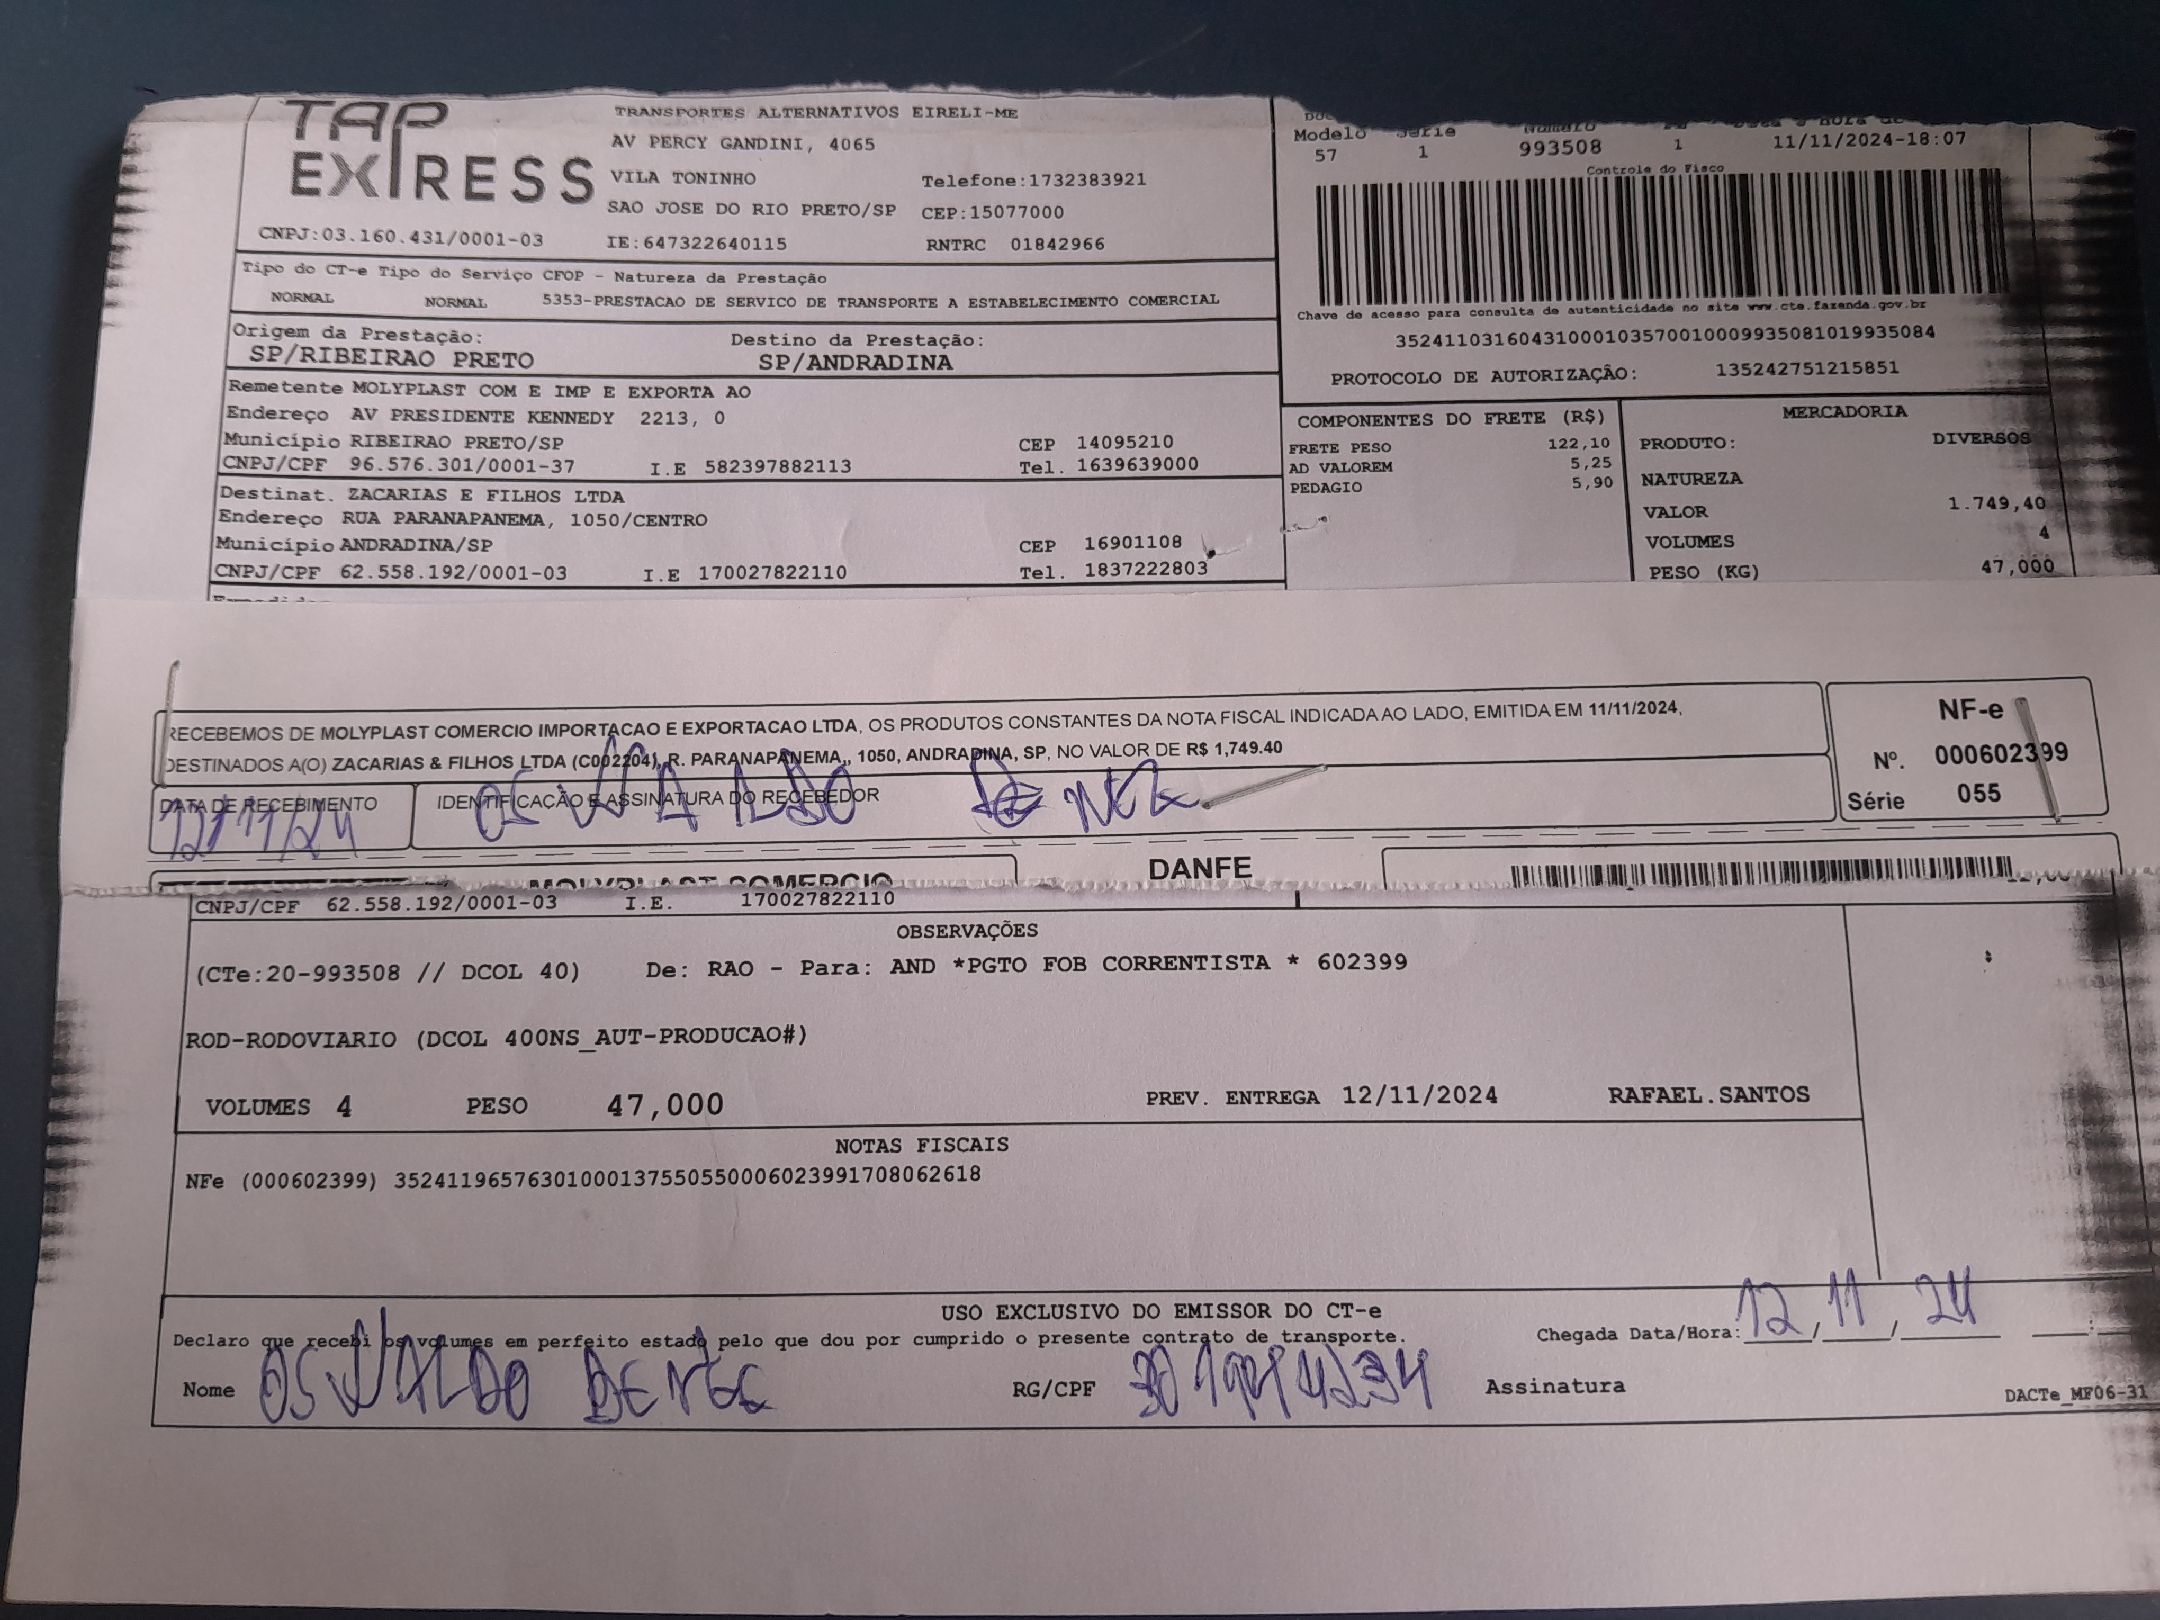 TAP EXPRESS
TRANSPORTES ALTERNATIVOS EIRELI-ME
AV PERCY GANDINI, 4065
VILA TONINHO Telefone:1732383921
SAO JOSE DO RIO PRETO/SP CEP:15077000
CNPJ:03.160.431/0001-03 IE:647322640115 RNTRC 01842966
Modelo Série Número
57 1 993508 1 11/11/2024-18:07
Controle do Fisco
Chave de acesso para consulta de autenticidade no site www.cte.fazenda.gov.br
35241103160431000103570010009935081019935084
PROTOCOLO DE AUTORIZAÇÃO: 135242751215851
Tipo do CT-e Tipo do Serviço CFOP - Natureza da Prestação
NORMAL NORMAL 5353-PRESTACAO DE SERVICO DE TRANSPORTE A ESTABELECIMENTO COMERCIAL
Origem da Prestação: Destino da Prestação:
SP/RIBEIRAO PRETO SP/ANDRADINA
Remetente MOLYPLAST COM E IMP E EXPORTA AO
Endereço AV PRESIDENTE KENNEDY 2213, 0
Município RIBEIRAO PRETO/SP CEP 14095210
CNPJ/CPF 96.576.301/0001-37 I.E 582397882113 Tel. 1639639000
Destinat. ZACARIAS E FILHOS LTDA
Endereço RUA PARANAPANEMA, 1050/CENTRO
Município ANDRADINA/SP CEP 16901108
CNPJ/CPF 62.558.192/0001-03 I.E 170027822110 Tel. 1837222803
COMPONENTES DO FRETE (R$)
FRETE PESO 122,10
AD VALOREM 5,25
PEDAGIO 5,90
MERCADORIA
PRODUTO: DIVERSOS
NATUREZA
VALOR 1.749,40
VOLUMES 4
PESO (KG) 47,000
RECEBEMOS DE MOLYPLAST COMERCIO IMPORTACAO E EXPORTACAO LTDA, OS PRODUTOS CONSTANTES DA NOTA FISCAL INDICADA AO LADO, EMITIDA EM 11/11/2024,
DESTINADOS A(O) ZACARIAS & FILHOS LTDA (C002204), R. PARANAPANEMA,, 1050, ANDRADINA, SP, NO VALOR DE R$ 1,749.40
NF-e
Nº. 000602399
Série 055
DATA DE RECEBIMENTO IDENTIFICAÇÃO E ASSINATURA DO RECEBEDOR
12/11/24 OSWALDO
MOLYPLAST COMERCIO DANFE
CNPJ/CPF 62.558.192/0001-03 I.E. 170027822110
OBSERVAÇÕES
(CTe:20-993508 // DCOL 40) De: RAO - Para: AND *PGTO FOB CORRENTISTA * 602399
ROD-RODOVIARIO (DCOL 400NS_AUT-PRODUCAO#)
VOLUMES 4 PESO 47,000 PREV. ENTREGA 12/11/2024 RAFAEL.SANTOS
NOTAS FISCAIS
NFe (000602399) 35241196576301000137550550006023991708062618
USO EXCLUSIVO DO EMISSOR DO CT-e
Declaro que recebi os volumes em perfeito estado pelo que dou por cumprido o presente contrato de transporte. Chegada Data/Hora: 12/11/24
Nome OSWALDO RG/CPF Assinatura
DACTe_MF06-31